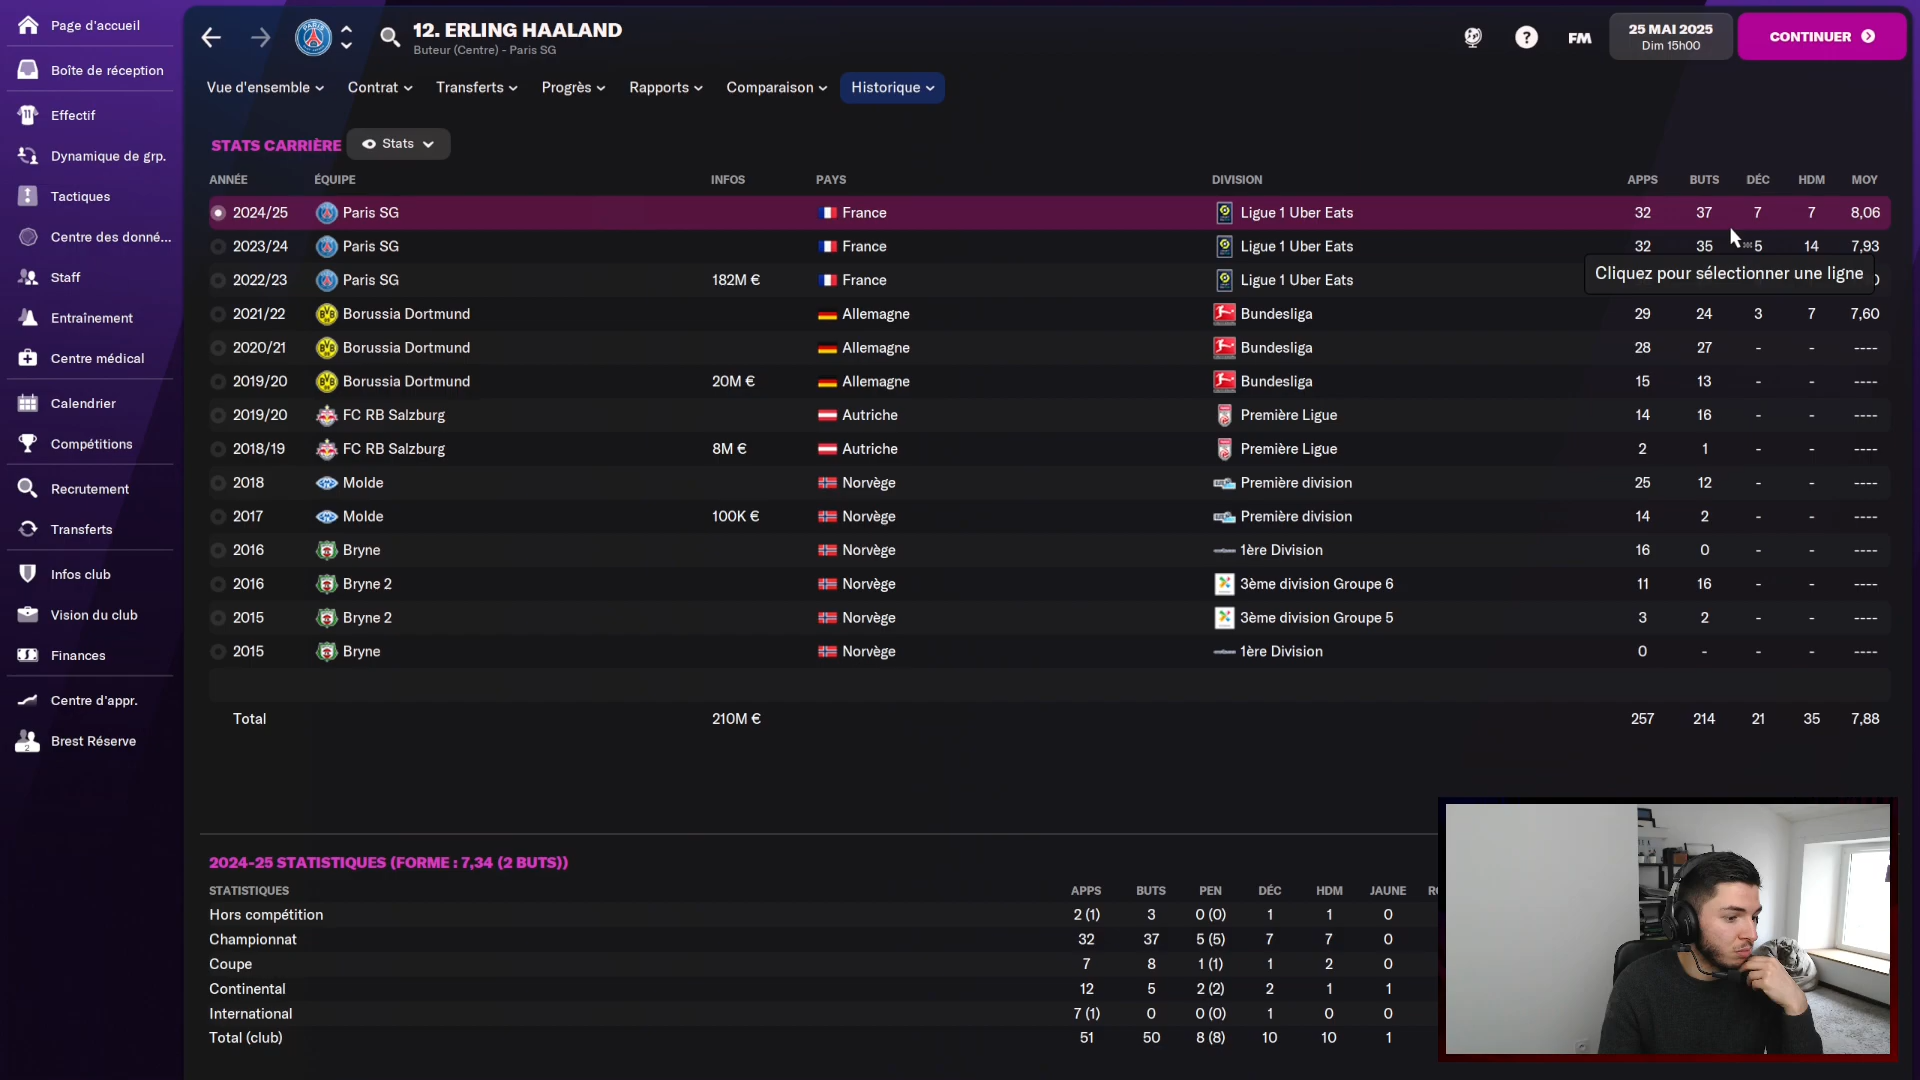 Page d'accueil
Boîte de réception
Effectif
Dynamique de grp.
Tactiques
Centre des donné...
Staff
Entraînement
Centre médical
Calendrier
Compétitions
Recrutement
Transferts
Infos club
Vision du club
Finances
Centre d'appr.
Brest Réserve
12. ERLING HAALAND
Buteur (Centre) - Paris SG
FM
25 MAI 2025
Dim 15h00
CONTINUER
Vue d'ensemble Contrat Transferts Progrès Rapports Comparaison Historique
STATS CARRIÈRE Stats
ANNÉE ÉQUIPE INFOS PAYS DIVISION APPS BUTS DÉC HDM MOY
2024/25 Paris SG France Ligue 1 Uber Eats 32 37 7 7 8,06
2023/24 Paris SG France Ligue 1 Uber Eats 32 35 5 14 7,93
2022/23 Paris SG 182M € France Ligue 1 Uber Eats
Cliquez pour sélectionner une ligne
2021/22 Borussia Dortmund Allemagne Bundesliga 29 24 3 7 7,60
2020/21 Borussia Dortmund Allemagne Bundesliga 28 27 - - ----
2019/20 Borussia Dortmund 20M € Allemagne Bundesliga 15 13 - - ----
2019/20 FC RB Salzburg Autriche Première Ligue 14 16 - - ----
2018/19 FC RB Salzburg 8M € Autriche Première Ligue 2 1 - - ----
2018 Molde Norvège Première division 25 12 - - ----
2017 Molde 100K € Norvège Première division 14 2 - - ----
2016 Bryne Norvège 1ère Division 16 0 - - ----
2016 Bryne 2 Norvège 3ème division Groupe 6 11 16 - - ----
2015 Bryne 2 Norvège 3ème division Groupe 5 3 2 - - ----
2015 Bryne Norvège 1ère Division 0 - - - ----
Total 210M € 257 214 21 35 7,88
2024-25 STATISTIQUES (FORME : 7,34 (2 BUTS))
STATISTIQUES APPS BUTS PEN DÉC HDM JAUNE
Hors compétition 2 (1) 3 0 (0) 1 1 0
Championnat 32 37 5 (5) 7 7 0
Coupe 7 8 1 (1) 1 2 0
Continental 12 5 2 (2) 2 1 1
International 7 (1) 0 0 (0) 1 0 0
Total (club) 51 50 8 (8) 10 10 1